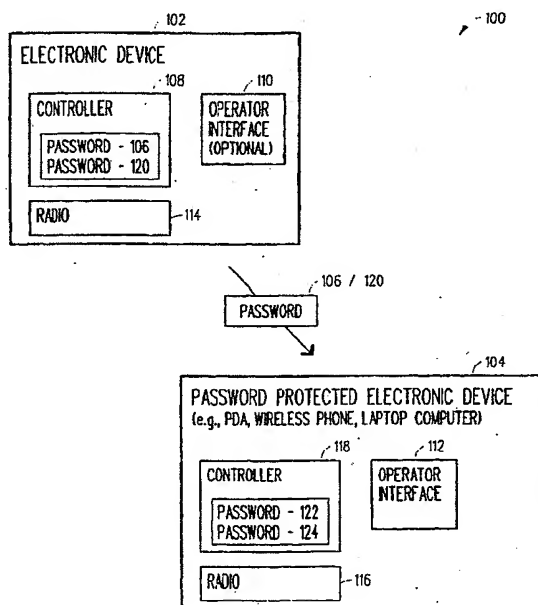 102
- 100
ELECTRONIC DEVICE
108
110
CONTROLLER
PASSWORD - 106
PASSWORD - 120
OPERATOR
INTERFACE
(OPTIONAL)
RADIO
114
106 / 120
PASSWORD
104
PASSWORD PROTECTED ELECTRONIC DEVICE
(e.g., PDA, WIRELESS PHONE, LAPTOP COMPUTER)
118
112
CONTROLLER
PASSWORD - 122
PASSWORD - 124
OPERATOR
INTERFACE
RADIO
116